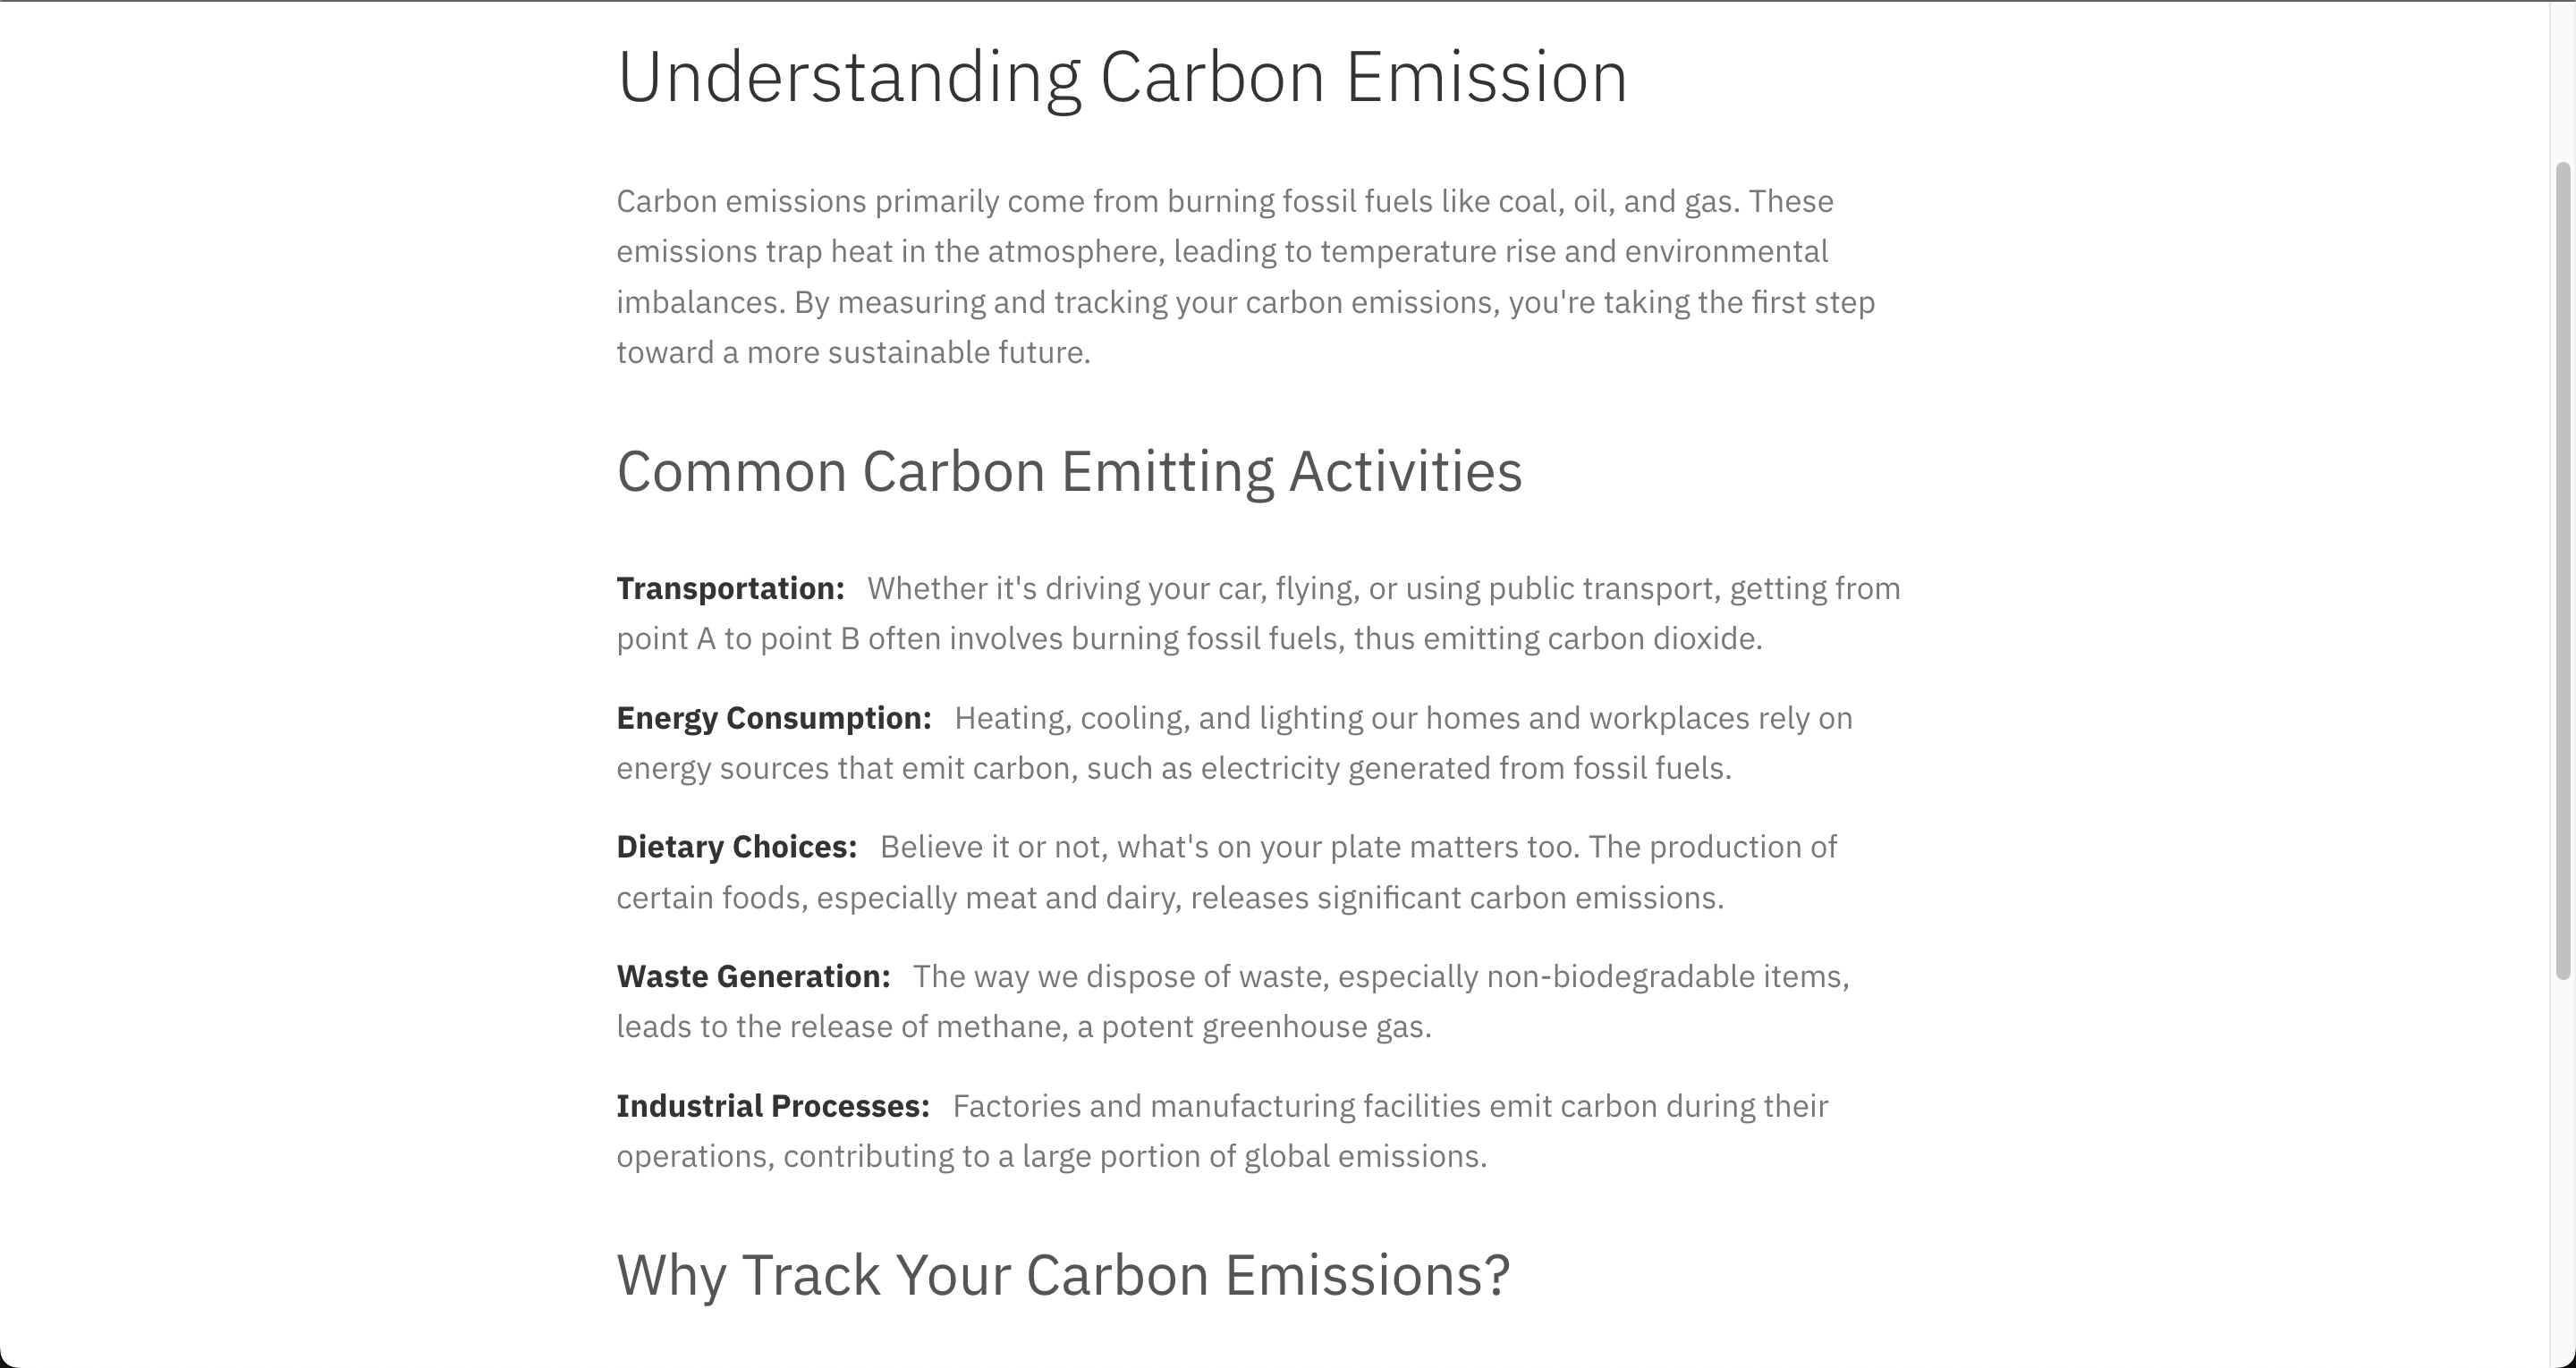 Understanding Carbon Emission
Carbon emissions primarily come from burning fossil fuels like coal, oil, and gas. These
emissions trap heat in the atmosphere, leading to temperature rise and environmental
imbalances. By measuring and tracking your carbon emissions, you're taking the first step
toward a more sustainable future.
Common Carbon Emitting Activities
Transportation: Whether it's driving your car, flying, or using public transport, getting from
point A to point B often involves burning fossil fuels, thus emitting carbon dioxide.
Energy Consumption: Heating, cooling, and lighting our homes and workplaces rely on
energy sources that emit carbon, such as electricity generated from fossil fuels.
Dietary Choices: Believe it or not, what's on your plate matters too. The production of
certain foods, especially meat and dairy, releases significant carbon emissions.
Waste Generation: The way we dispose of waste, especially non-biodegradable items,
leads to the release of methane, a potent greenhouse gas.
Industrial Processes: Factories and manufacturing facilities emit carbon during their
operations, contributing to a large portion of global emissions.
Why Track Your Carbon Emissions?